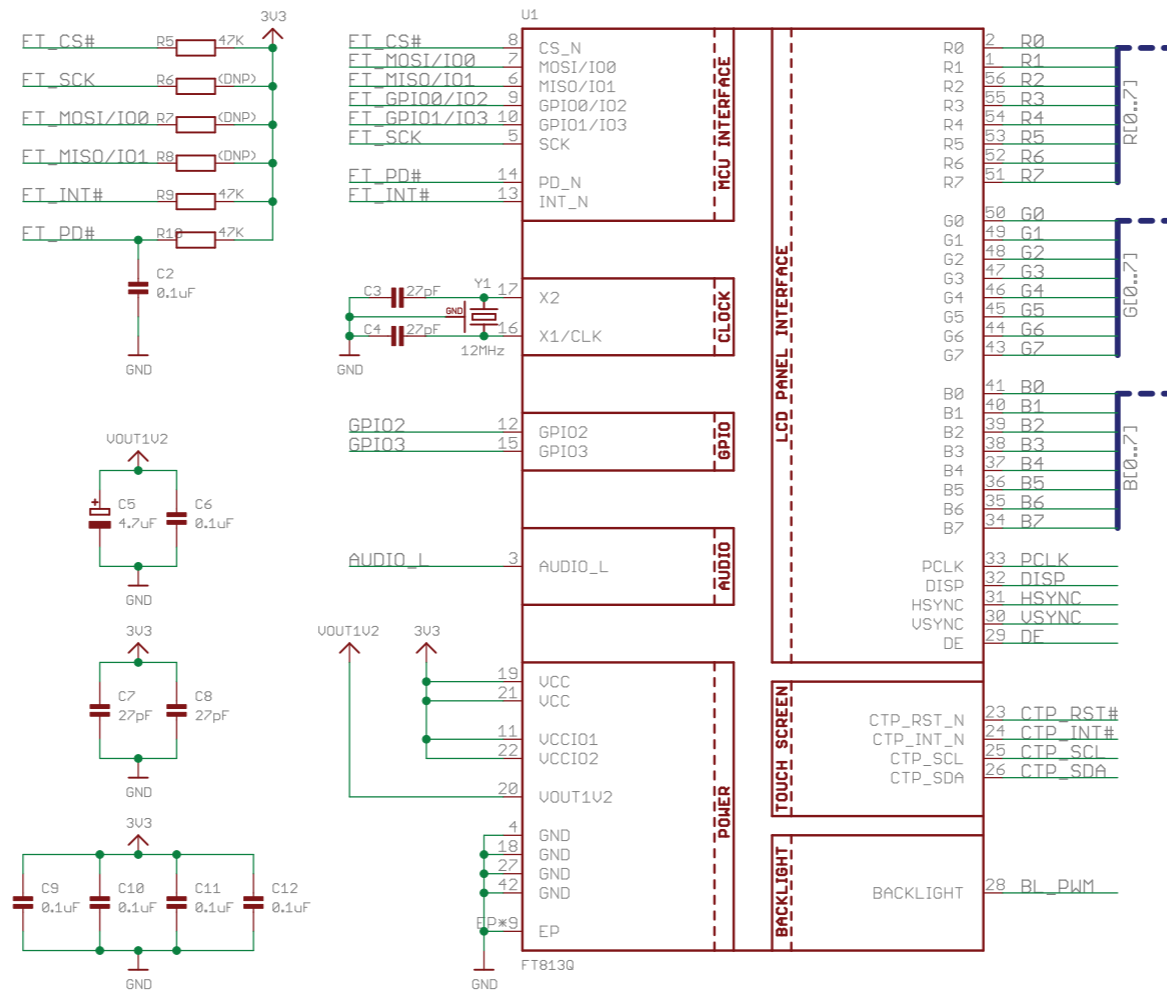 3V3
FT_CS# R5 47K
FT_SCK R6 (DNP)
FT_MOSI/IO0 R7 (DNP)
FT_MISO/IO1 R8 (DNP)
FT_INT# R9 47K
FT_PD# R10 47K
C2
0.1uF
GND
VOUT1V2
C5
4.7uF
C6
0.1uF
GND
3V3
C7
27pF
C8
27pF
GND
3V3
C9
0.1uF
C10
0.1uF
C11
0.1uF
C12
0.1uF
GND
U1
FT_CS# 8 CS_N
FT_MOSI/IO0 7 MOSI/IO0
FT_MISO/IO1 6 MISO/IO1
FT_GPIO0/IO2 9 GPIO0/IO2
FT_GPIO1/IO3 10 GPIO1/IO3
FT_SCK 5 SCK
FT_PD# 14 PD_N
FT_INT# 13 INT_N
MCU INTERFACE
C3 27pF Y1 17 X2
GND
C4 27pF 16 X1/CLK
12MHz
GND
CLOCK
GPIO2 12 GPIO2
GPIO3 15 GPIO3
GPIO
AUDIO_L 3 AUDIO_L
AUDIO
VOUT1V2 3V3
19 VCC
21 VCC
11 VCCIO1
22 VCCIO2
20 VOUT1V2
4 GND
18 GND
27 GND
42 GND
EP*9 EP
POWER
GND
FT813Q
LCD PANEL INTERFACE
R0 2 R0
R1 1 R1
R2 56 R2
R3 55 R3
R4 54 R4
R5 53 R5
R6 52 R6
R7 51 R7
R[0..7]
G0 50 G0
G1 49 G1
G2 48 G2
G3 47 G3
G4 46 G4
G5 45 G5
G6 44 G6
G7 43 G7
G[0..7]
B0 41 B0
B1 40 B1
B2 39 B2
B3 38 B3
B4 37 B4
B5 36 B5
B6 35 B6
B7 34 B7
B[0..7]
PCLK 33 PCLK
DISP 32 DISP
HSYNC 31 HSYNC
VSYNC 30 VSYNC
DE 29 DE
TOUCH SCREEN
CTP_RST_N 23 CTP_RST#
CTP_INT_N 24 CTP_INT#
CTP_SCL 25 CTP_SCL
CTP_SDA 26 CTP_SDA
BACKLIGHT
BACKLIGHT 28 BL_PWM